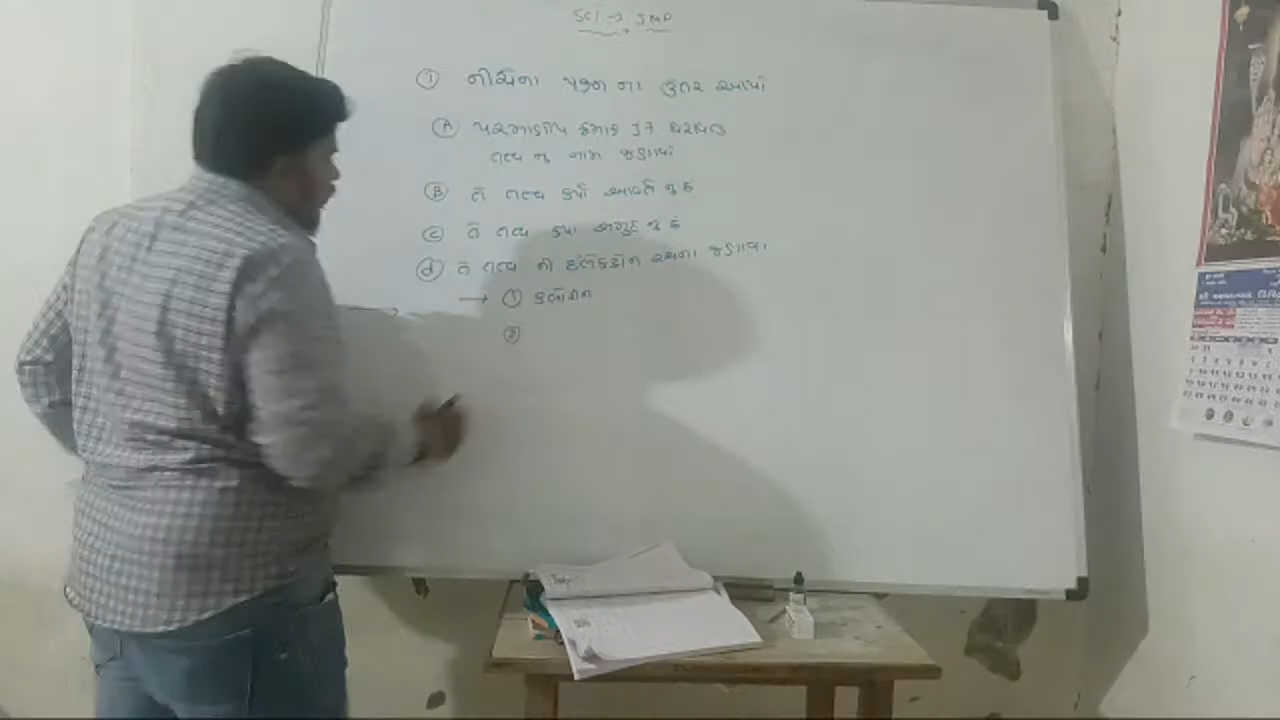 SCI → IMP
① નીચેના પ્રશ્ન ના ઉત્તર આપો
Ⓐ પરમાણીય ક્રમાંક 17 ધરાવતુ
તત્વ નુ નામ જણાવો
Ⓑ તે તત્વ કયા આવર્ત નુ છે
Ⓒ તે તત્વ કયા સમુહ નુ છે
ⓓ તે તત્વ ની ઇલેક્ટ્રોન રચના જણાવો
→ ① ક્લોરીન
②